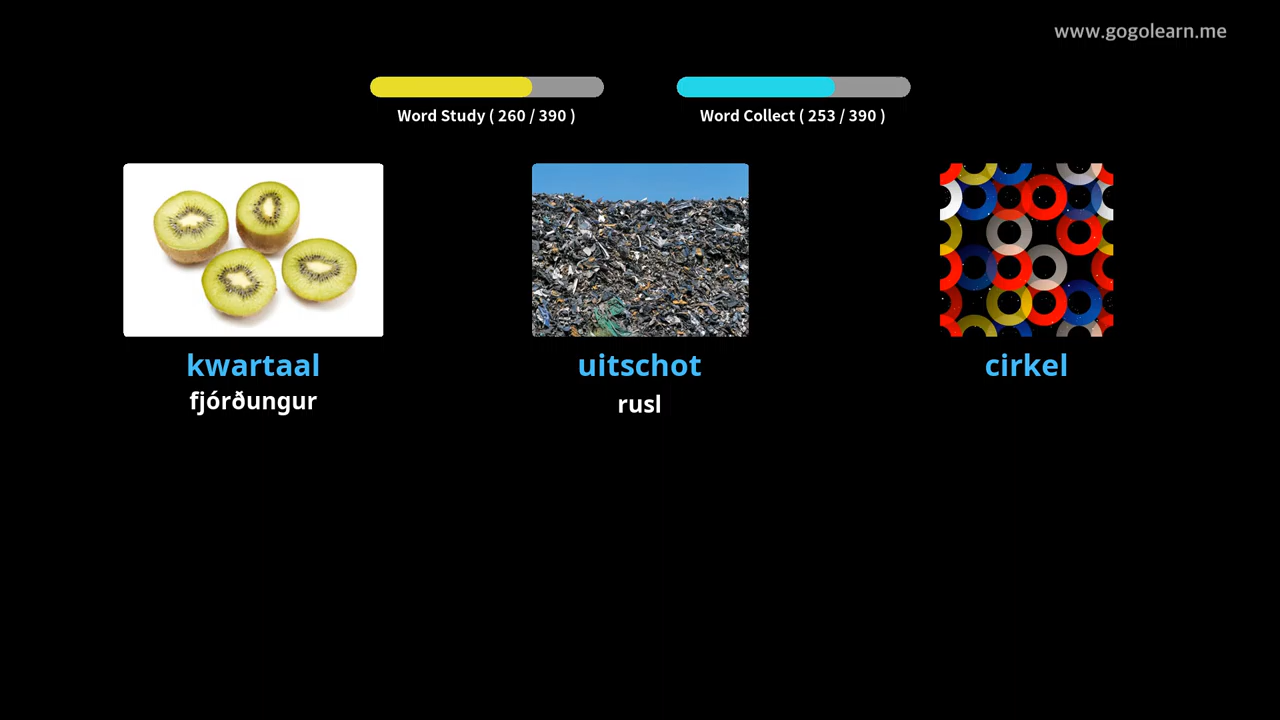 www.gogolearn.me
Word Study ( 260 / 390 )
Word Collect ( 253 / 390 )
kwartaal
fjórðungur
uitschot
rusl
cirkel